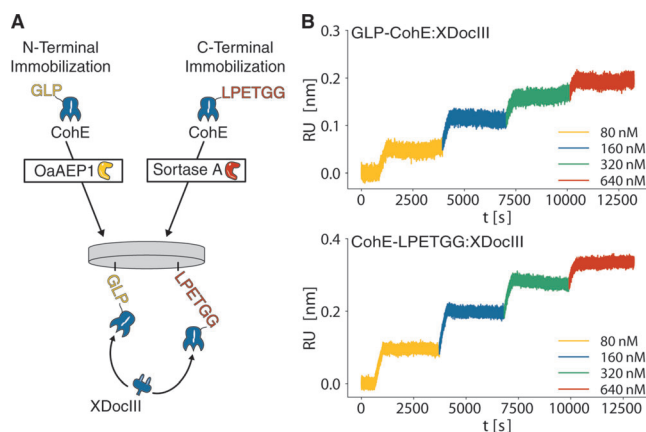 A
N-Terminal
Immobilization
C-Terminal
Immobilization
GLP
LPETGG
CohE
CohE
OaAEP1
Sortase A
GLP
LPETGG
XDocIII
B
GLP-CohE:XDocIII
0.3
0.2
0.1
0.0
RU [nm]
80 nM
160 nM
320 nM
640 nM
0
2500
5000
7500
10000
12500
t [s]
CohE-LPETGG:XDocIII
0.4
0.2
0.0
RU [nm]
80 nM
160 nM
320 nM
640 nM
0
2500
5000
7500
10000
12500
t [s]